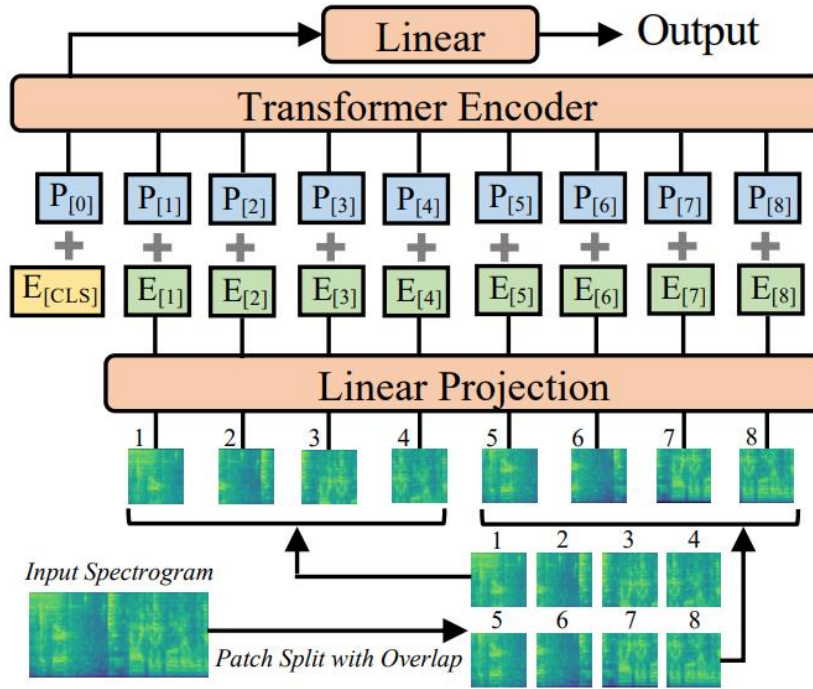 Linear Output
Transformer Encoder
P[0] P[1] P[2] P[3] P[4] P[5] P[6] P[7] P[8]
+ + + + + + + + +
E[CLS] E[1] E[2] E[3] E[4] E[5] E[6] E[7] E[8]
Linear Projection
1 2 3 4 5 6 7 8
1 2 3 4
Input Spectrogram
5 6 7 8
Patch Split with Overlap